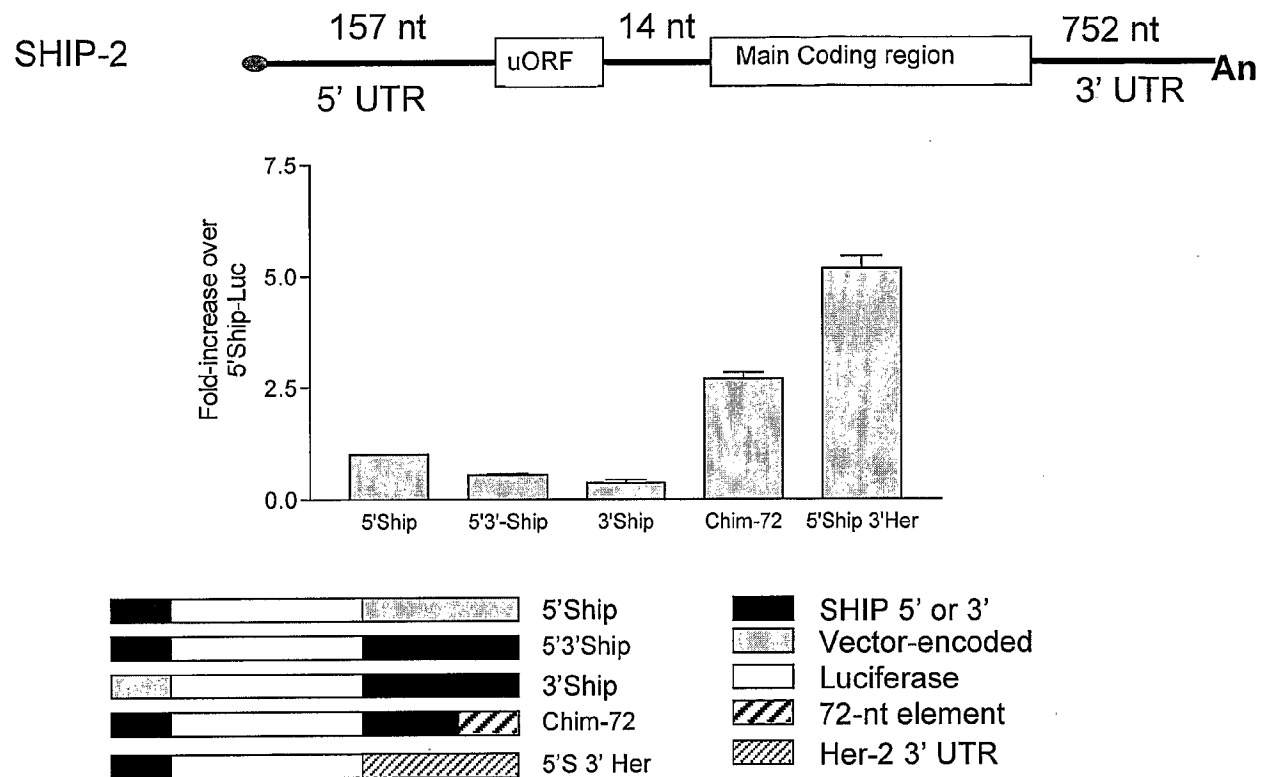 SHIP-2
157 nt
uORF
14 nt
Main Coding region
752 nt
An
5' UTR
3' UTR
Fold-increase over
5'Ship-Luc
7.5
5.0
2.5
0.0
5'Ship
5'3'-Ship
3'Ship
Chim-72
5'Ship 3'Her
5'Ship
5'3'Ship
3'Ship
Chim-72
5'S 3' Her
SHIP 5' or 3'
Vector-encoded
Luciferase
72-nt element
Her-2 3' UTR